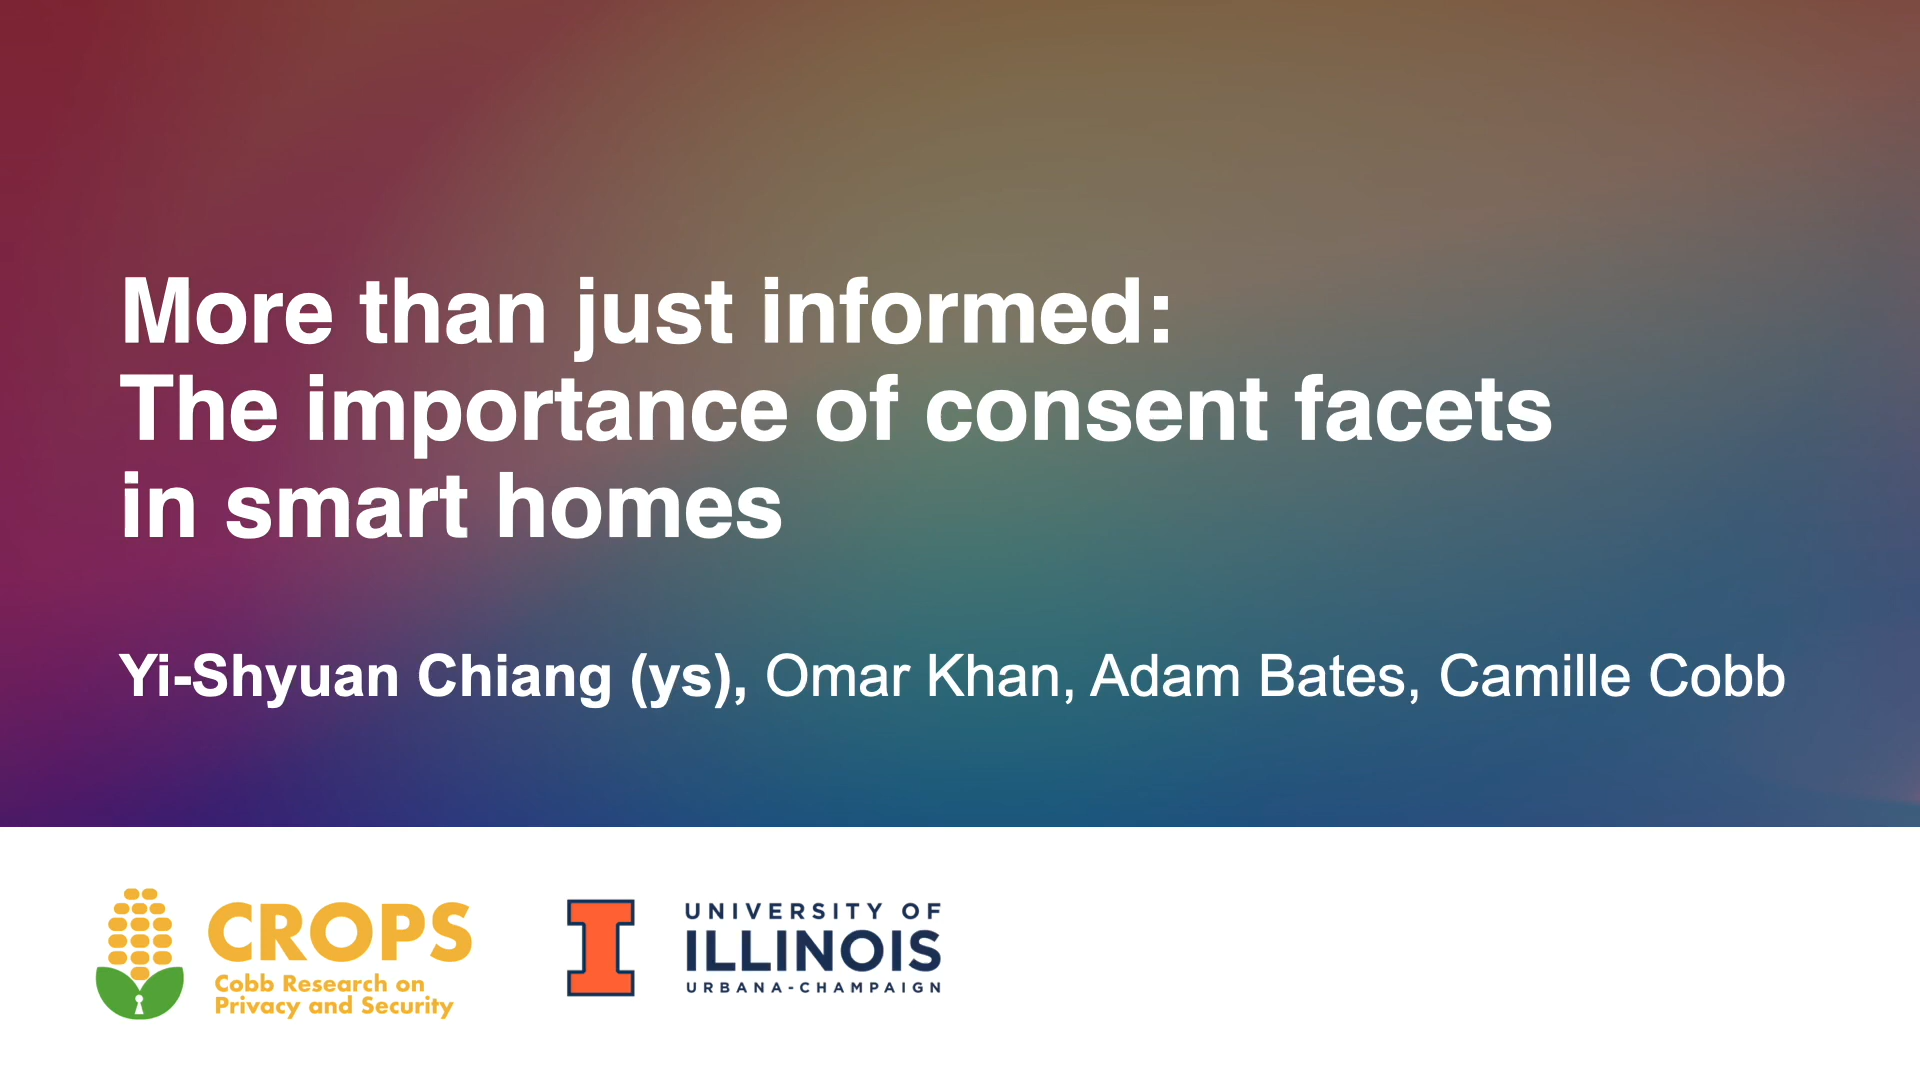 More than just informed:
The importance of consent facets
in smart homes
Yi-Shyuan Chiang (ys), Omar Khan, Adam Bates, Camille Cobb
CROPS
Cobb Research on
Privacy and Security
I
UNIVERSITY OF
ILLINOIS
URBANA-CHAMPAIGN